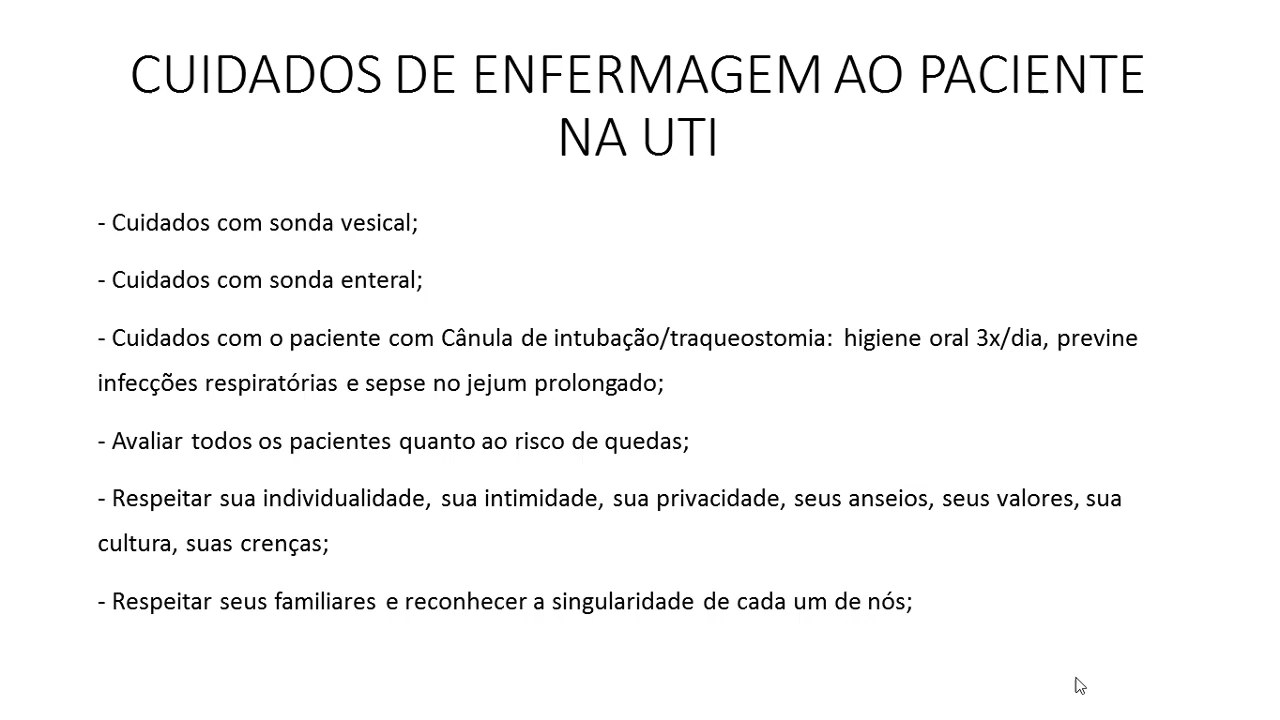 CUIDADOS DE ENFERMAGEM AO PACIENTE
NA UTI
- Cuidados com sonda vesical;
- Cuidados com sonda enteral;
- Cuidados com o paciente com Cânula de intubação/traqueostomia: higiene oral 3x/dia, previne
infecções respiratórias e sepse no jejum prolongado;
- Avaliar todos os pacientes quanto ao risco de quedas;
- Respeitar sua individualidade, sua intimidade, sua privacidade, seus anseios, seus valores, sua
cultura, suas crenças;
- Respeitar seus familiares e reconhecer a singularidade de cada um de nós;